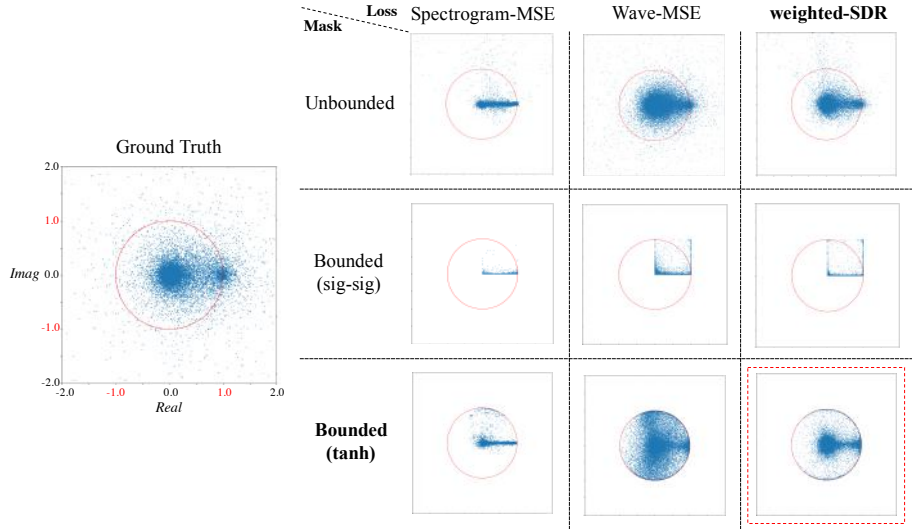 Loss
Mask
Spectrogram-MSE
Wave-MSE
weighted-SDR
Unbounded
Ground Truth
2.0
1.0
Imag 0.0
-1.0
-2.0
-2.0 -1.0 0.0 1.0 2.0
Real
Bounded
(sig-sig)
Bounded
(tanh)